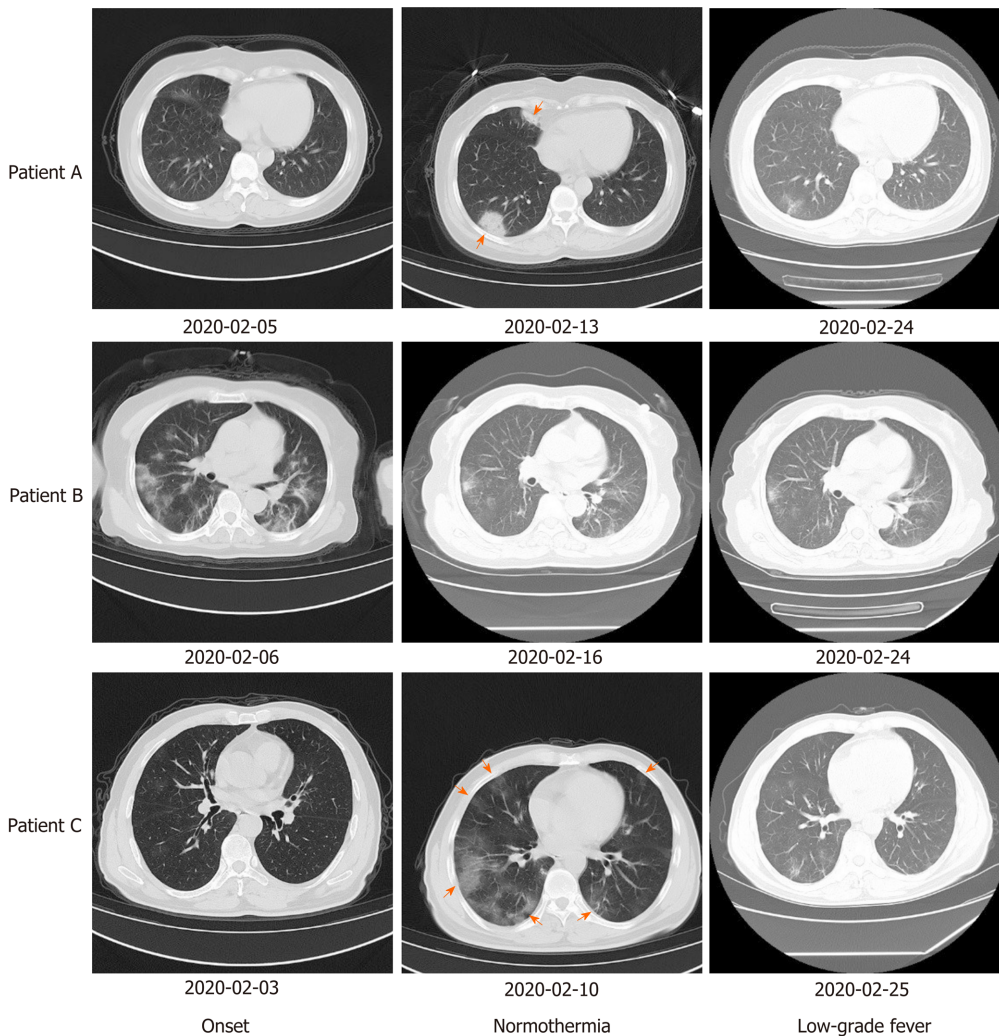 Patient A
2020-02-05 2020-02-13 2020-02-24
Patient B
2020-02-06 2020-02-16 2020-02-24
Patient C
2020-02-03 2020-02-10 2020-02-25
Onset Normothermia Low-grade fever